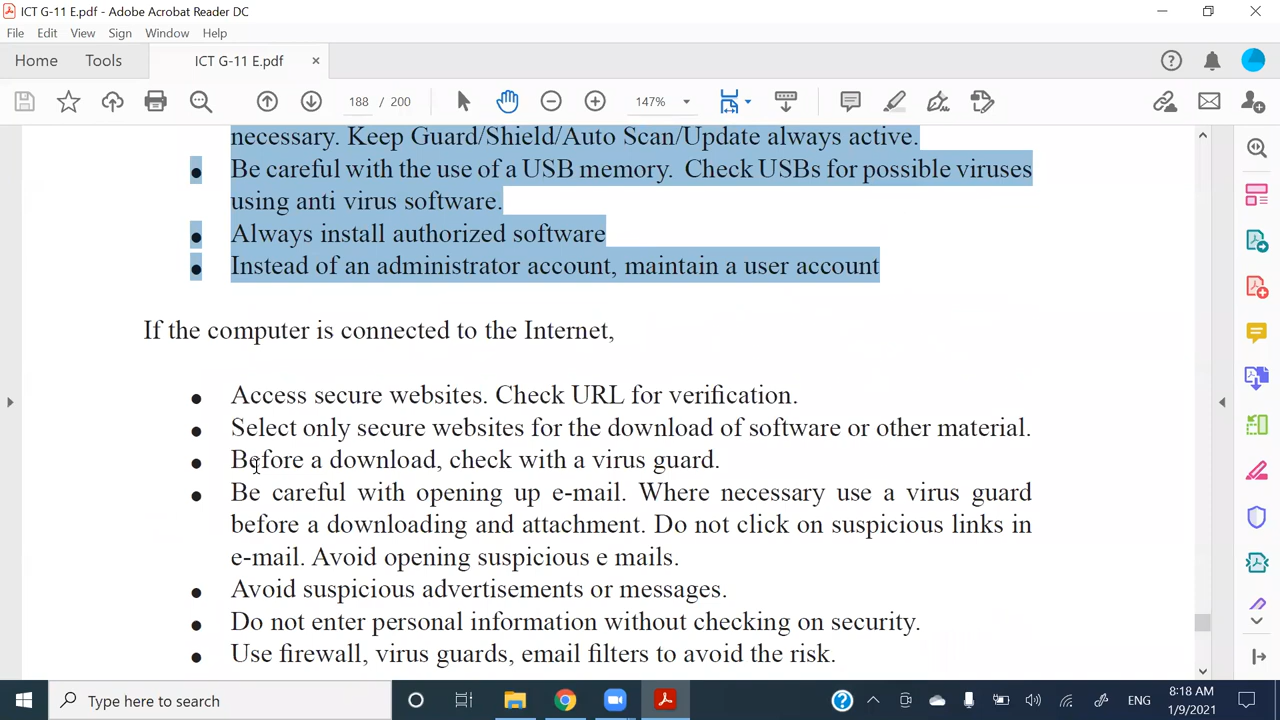 ICT G-11 E.pdf - Adobe Acrobat Reader DC
File Edit View Sign Window Help
Home Tools ICT G-11 E.pdf ×
188 / 200 147%
necessary. Keep Guard/Shield/Auto Scan/Update always active.
● Be careful with the use of a USB memory. Check USBs for possible viruses
using anti virus software.
● Always install authorized software
● Instead of an administrator account, maintain a user account
If the computer is connected to the Internet,
● Access secure websites. Check URL for verification.
● Select only secure websites for the download of software or other material.
● Before a download, check with a virus guard.
● Be careful with opening up e-mail. Where necessary use a virus guard
before a downloading and attachment. Do not click on suspicious links in
e-mail. Avoid opening suspicious e mails.
● Avoid suspicious advertisements or messages.
● Do not enter personal information without checking on security.
● Use firewall, virus guards, email filters to avoid the risk.
Type here to search
ENG
8:18 AM
1/9/2021